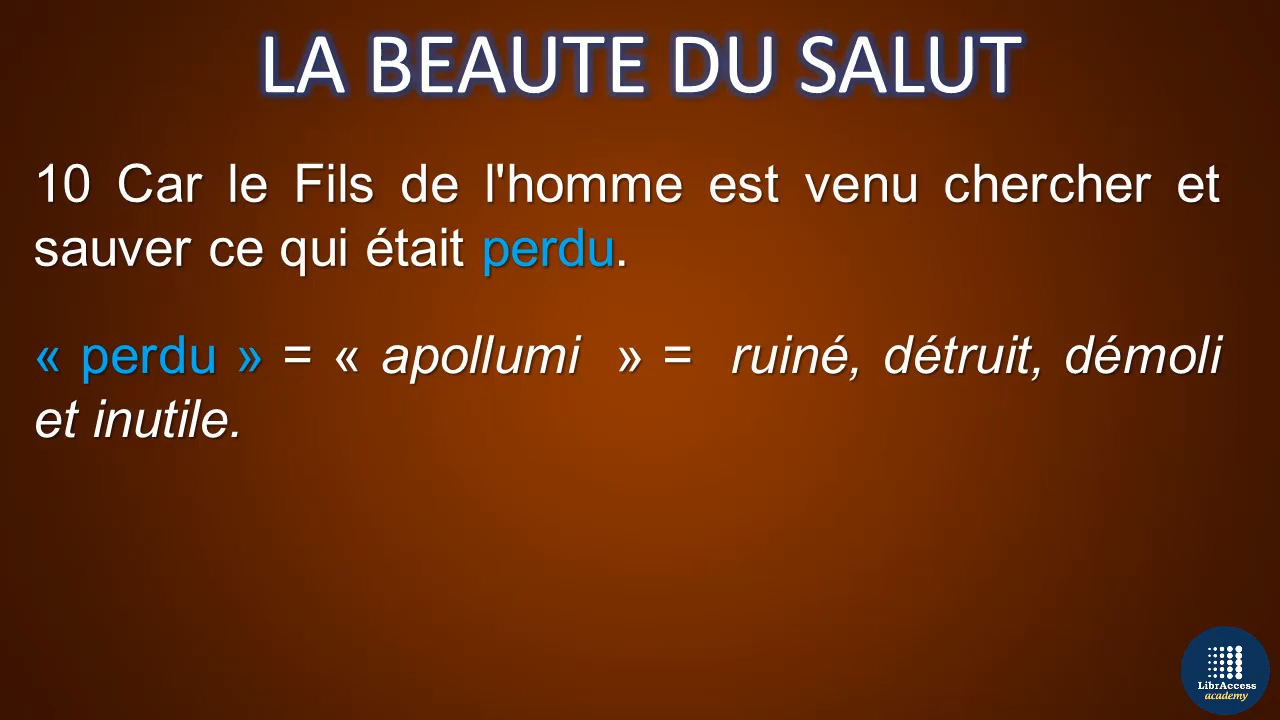 LA BEAUTE DU SALUT
10 Car le Fils de l'homme est venu chercher et
sauver ce qui était perdu.
« perdu » = « apollumi » = ruiné, détruit, démoli
et inutile.
LibrAccess
academy